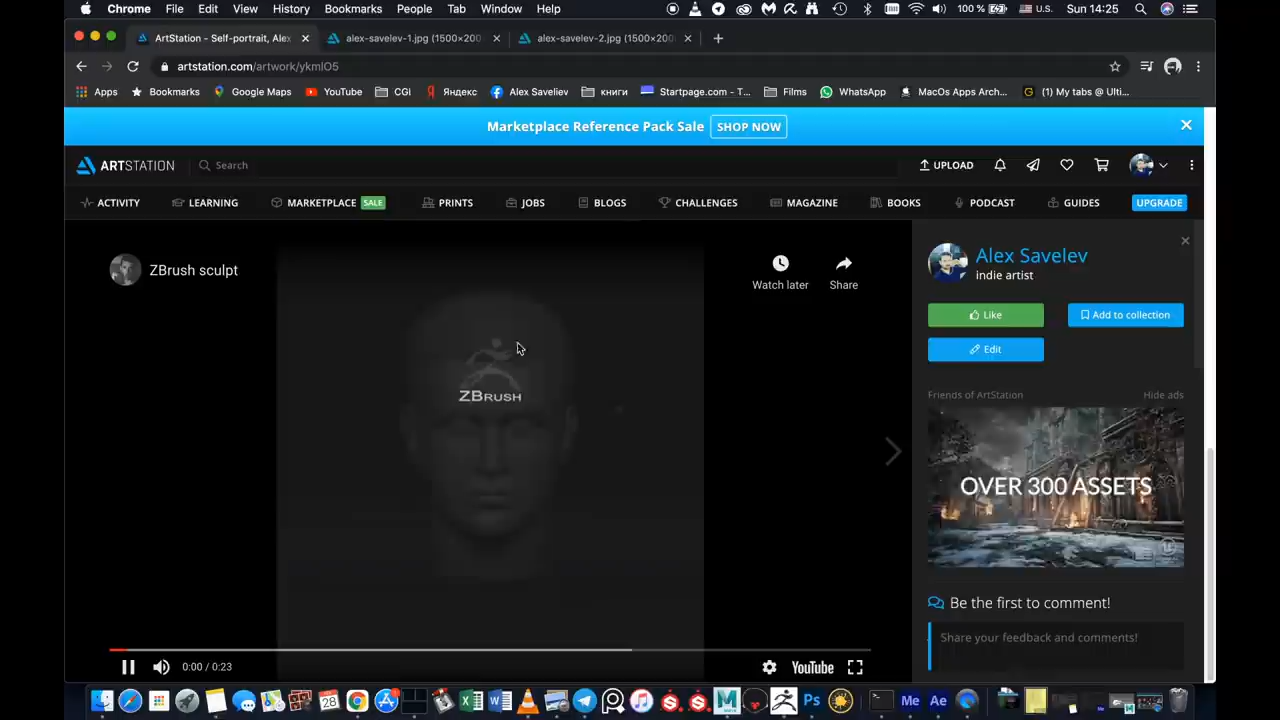 Chrome File Edit View History Bookmarks People Tab Window Help 100 % U.S. Sun 14:25
ArtStation - Self-portrait, Alex alex-savelev-1.jpg (1500×200 alex-savelev-2.jpg (1500×200
artstation.com/artwork/ykmlO5
Apps Bookmarks Google Maps YouTube CGI Яндекс Alex Saveliev книги Startpage.com - T... Films WhatsApp MacOs Apps Arch... (1) My tabs @ Ulti...
Marketplace Reference Pack Sale SHOP NOW
ARTSTATION Search UPLOAD
ACTIVITY LEARNING MARKETPLACE SALE PRINTS JOBS BLOGS CHALLENGES MAGAZINE BOOKS PODCAST GUIDES UPGRADE
ZBrush sculpt
Watch later Share
ZBRUSH
0:00 / 0:23
YouTube
Alex Savelev
indie artist
Like Add to collection
Edit
Friends of ArtStation Hide ads
OVER 300 ASSETS
Be the first to comment!
Share your feedback and comments!
28 Ps Me Ae